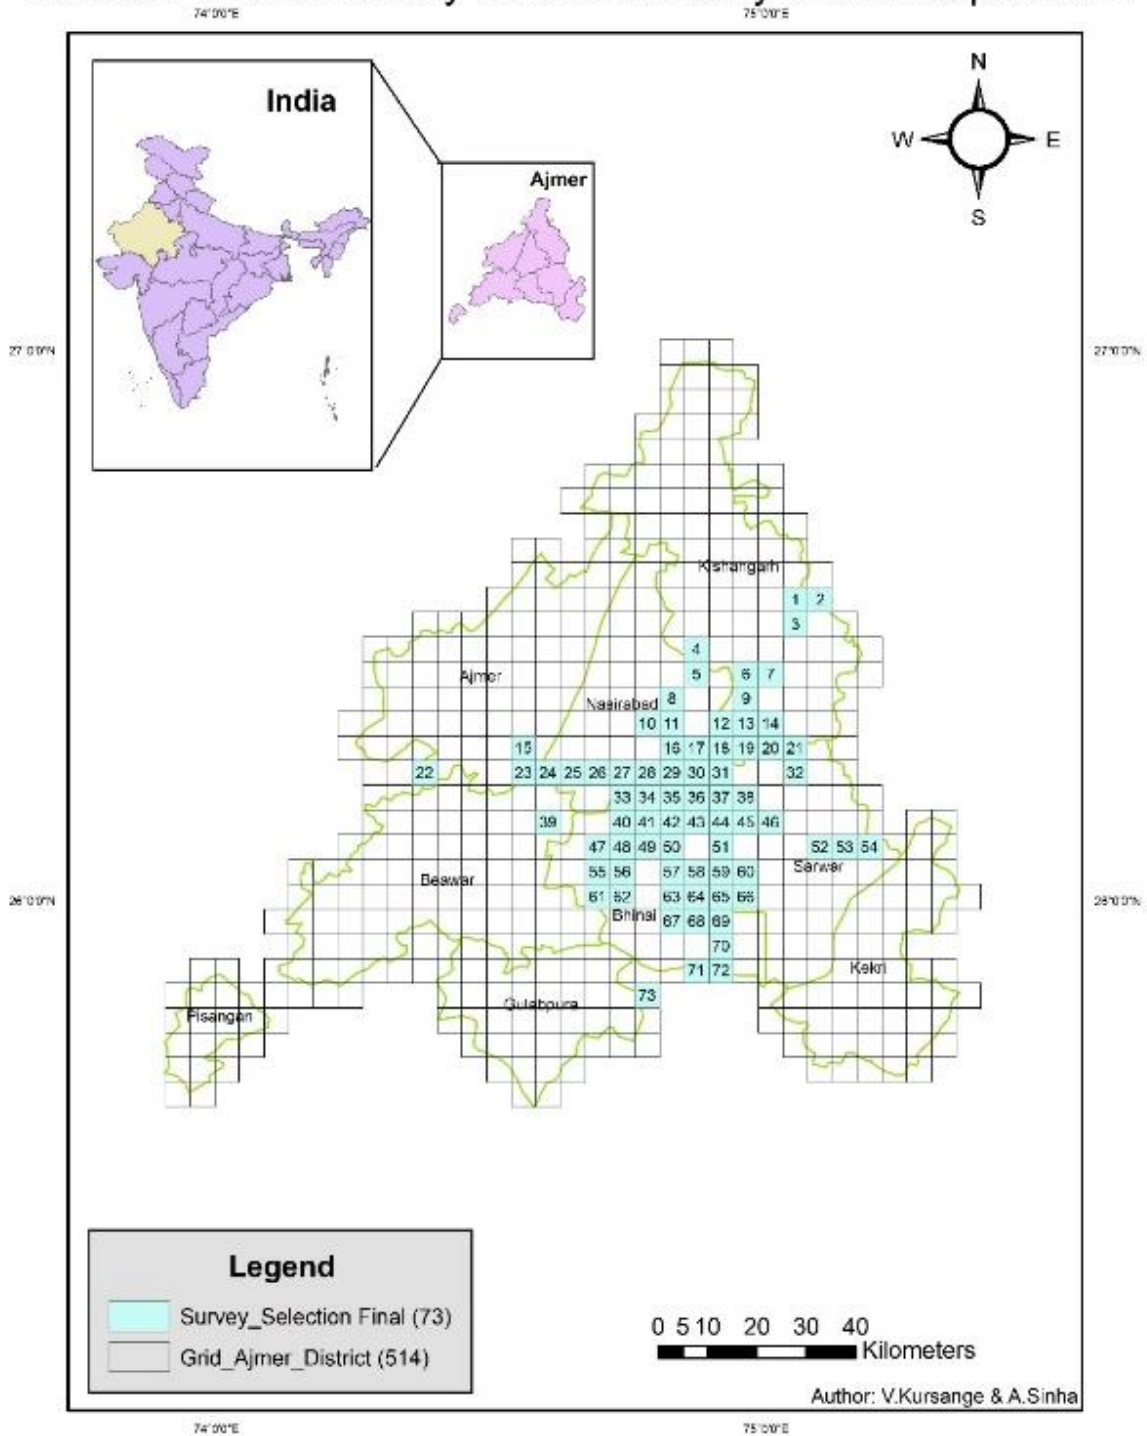 74°0'0"E 75°0'0"E
India
Ajmer
N
W E
S
27°0'0"N 27°0'0"N
Kishangarh
1 2
3
4
Ajmer 5 6 7
Nasirabad 8 9
10 11 12 13 14
15 16 17 18 19 20 21
22 23 24 25 26 27 28 29 30 31 32
33 34 35 36 37 38
39 40 41 42 43 44 45 46
47 48 49 50 51 52 53 54
Sarwar
Beawar 55 56 57 58 59 60
26°0'0"N 61 62 63 64 65 66 26°0'0"N
Bhinai 67 68 69
70
71 72 Kekri
Gulabpura 73
Pisangan
Legend
Survey_Selection Final (73)
Grid_Ajmer_District (514)
0 5 10 20 30 40
Kilometers
Author: V.Kursange & A.Sinha
74°0'0"E 75°0'0"E